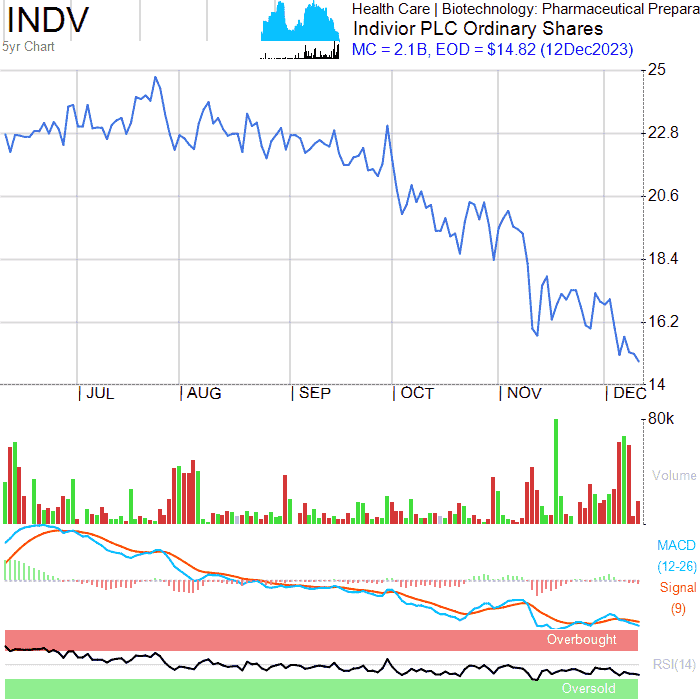 INDV
Health Care | Biotechnology: Pharmaceutical Prepara
5yr Chart
Indivior PLC Ordinary Shares
MC = 2.1B, EOD = $14.82 (12Dec2023)
25
22.8
20.6
18.4
16.2
14
JUL AUG SEP OCT NOV DEC
80k
Volume
MACD
(12-26)
Signal
(9)
Overbought
RSI(14)
Oversold